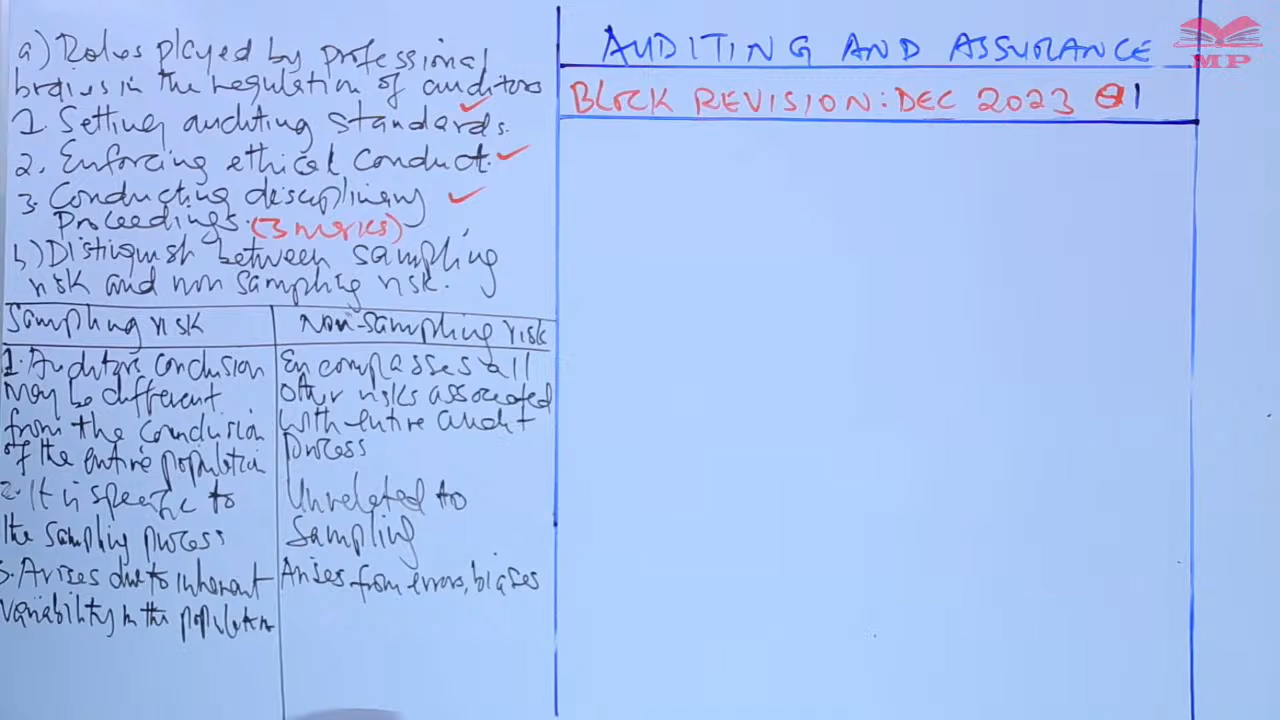 a) Roles played by professional
bodies in the regulation of auditors
1. Setting auditing standards.
2. Enforcing ethical conduct.
3. Conducting desciplinary
Proceedings. (3 marks)
b) Distinguish between sampling
risk and non sampling risk.
Sampling risk
1. Auditor's conclusion
may be different
from the conclusion
of the entire population
2. It is specific to
the sampling process
3. Arises due to inherent
variability in the population
Non-sampling risk
Encompasses all
other risks associated
with entire audit
process
Unrelated to
Sampling
Arises from errors, biases
AUDITING AND ASSURANCE
BLOCK REVISION: DEC 2023 Q1
MP